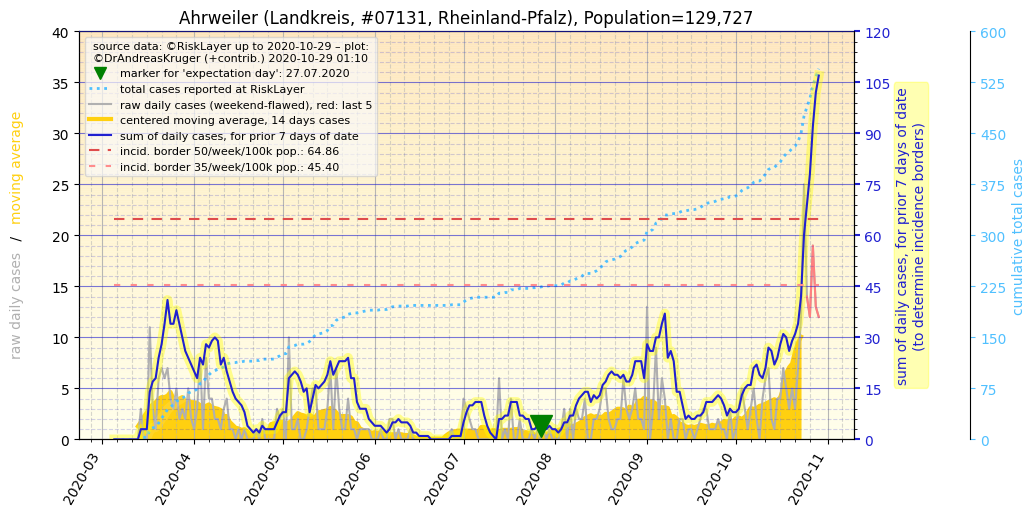 Ahrweiler (Landkreis, #07131, Rheinland-Pfalz), Population=129,727
source data: ©RiskLayer up to 2020-10-29 – plot:
©DrAndreasKruger (+contrib.) 2020-10-29 01:10
marker for 'expectation day': 27.07.2020
total cases reported at RiskLayer
raw daily cases (weekend-flawed), red: last 5
centered moving average, 14 days cases
sum of daily cases, for prior 7 days of date
incid. border 50/week/100k pop.: 64.86
incid. border 35/week/100k pop.: 45.40
raw daily cases / moving average
40
35
30
25
20
15
10
5
0
120
105
90
75
60
45
30
15
0
sum of daily cases, for prior 7 days of date
(to determine incidence borders)
600
525
450
375
300
225
150
75
0
cumulative total cases
2020-03
2020-04
2020-05
2020-06
2020-07
2020-08
2020-09
2020-10
2020-11